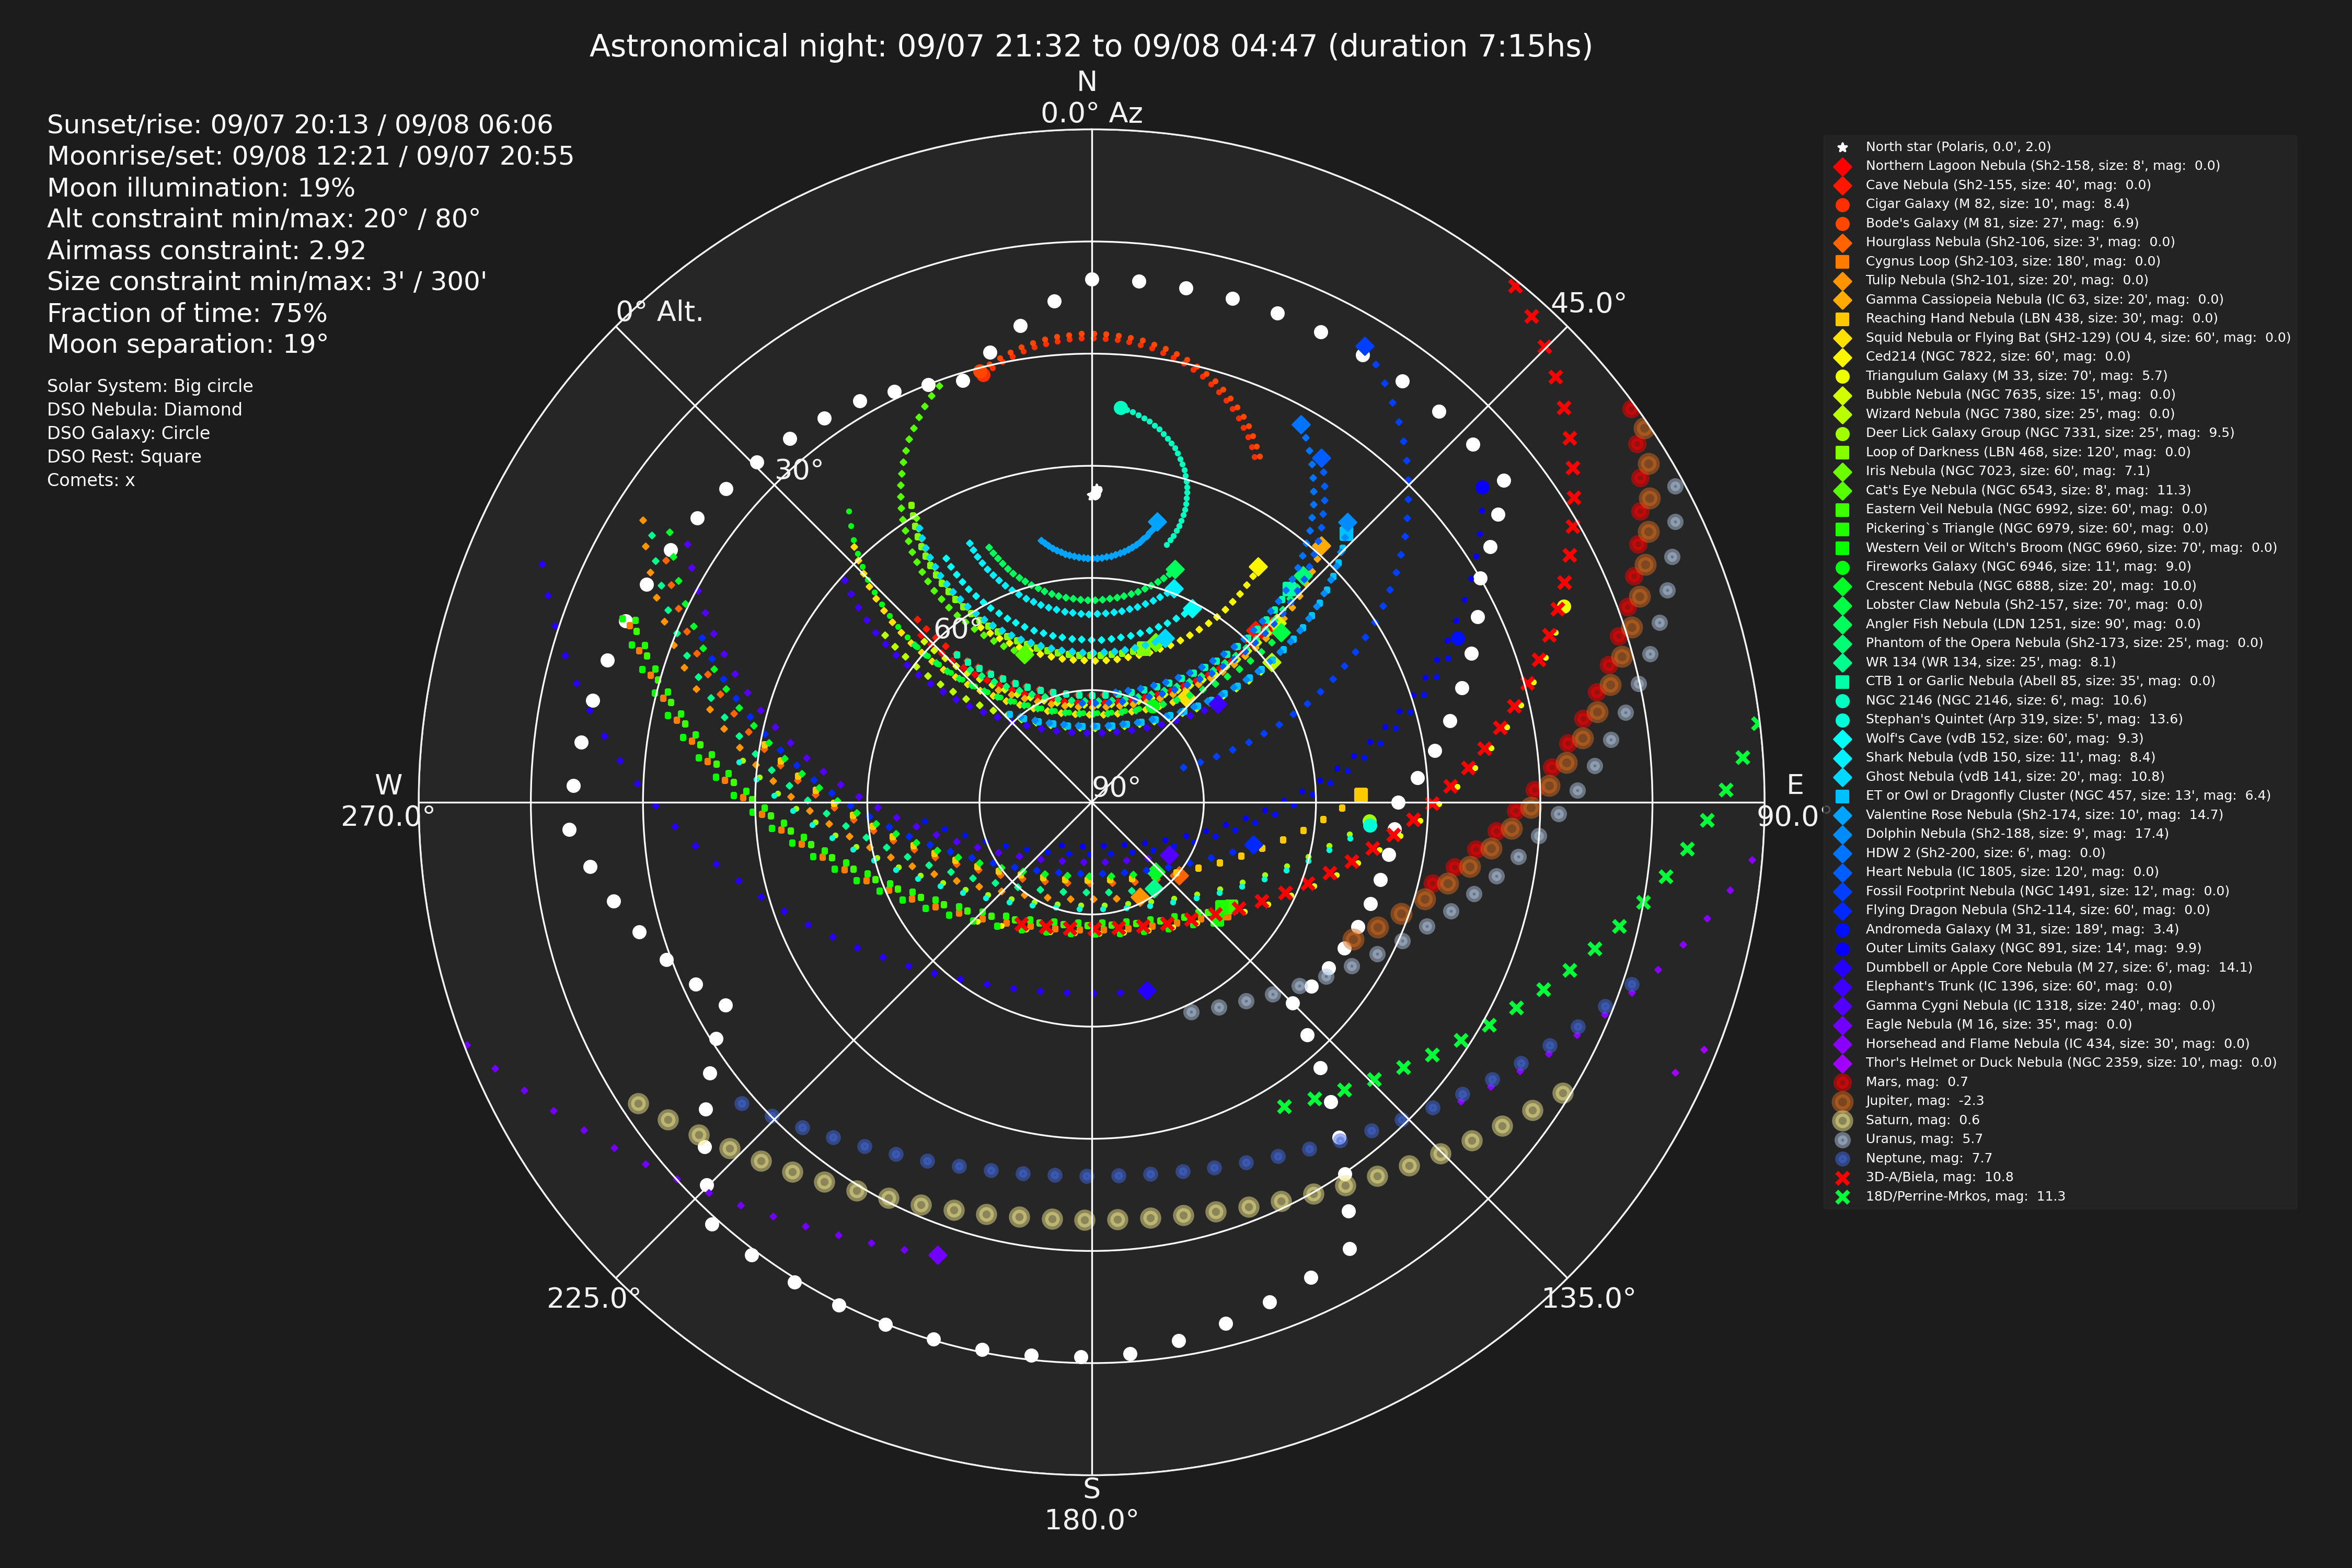 Astronomical night: 09/07 21:32 to 09/08 04:47 (duration 7:15hs)
N
0.0° Az
Sunset/rise: 09/07 20:13 / 09/08 06:06
Moonrise/set: 09/08 12:21 / 09/07 20:55
Moon illumination: 19%
Alt constraint min/max: 20° / 80°
Airmass constraint: 2.92
Size constraint min/max: 3' / 300'
Fraction of time: 75%
Moon separation: 19°
Solar System: Big circle
DSO Nebula: Diamond
DSO Galaxy: Circle
DSO Rest: Square
Comets: x
0° Alt.
30°
60°
90°
45.0°
E
90.0°
135.0°
S
180.0°
225.0°
W
270.0°
North star (Polaris, 0.0', 2.0)
Northern Lagoon Nebula (Sh2-158, size: 8', mag:  0.0)
Cave Nebula (Sh2-155, size: 40', mag:  0.0)
Cigar Galaxy (M 82, size: 10', mag:  8.4)
Bode's Galaxy (M 81, size: 27', mag:  6.9)
Hourglass Nebula (Sh2-106, size: 3', mag:  0.0)
Cygnus Loop (Sh2-103, size: 180', mag:  0.0)
Tulip Nebula (Sh2-101, size: 20', mag:  0.0)
Gamma Cassiopeia Nebula (IC 63, size: 20', mag:  0.0)
Reaching Hand Nebula (LBN 438, size: 30', mag:  0.0)
Squid Nebula or Flying Bat (SH2-129) (OU 4, size: 60', mag:  0.0)
Ced214 (NGC 7822, size: 60', mag:  0.0)
Triangulum Galaxy (M 33, size: 70', mag:  5.7)
Bubble Nebula (NGC 7635, size: 15', mag:  0.0)
Wizard Nebula (NGC 7380, size: 25', mag:  0.0)
Deer Lick Galaxy Group (NGC 7331, size: 25', mag:  9.5)
Loop of Darkness (LBN 468, size: 120', mag:  0.0)
Iris Nebula (NGC 7023, size: 60', mag:  7.1)
Cat's Eye Nebula (NGC 6543, size: 8', mag:  11.3)
Eastern Veil Nebula (NGC 6992, size: 60', mag:  0.0)
Pickering`s Triangle (NGC 6979, size: 60', mag:  0.0)
Western Veil or Witch's Broom (NGC 6960, size: 70', mag:  0.0)
Fireworks Galaxy (NGC 6946, size: 11', mag:  9.0)
Crescent Nebula (NGC 6888, size: 20', mag:  10.0)
Lobster Claw Nebula (Sh2-157, size: 70', mag:  0.0)
Angler Fish Nebula (LDN 1251, size: 90', mag:  0.0)
Phantom of the Opera Nebula (Sh2-173, size: 25', mag:  0.0)
WR 134 (WR 134, size: 25', mag:  8.1)
CTB 1 or Garlic Nebula (Abell 85, size: 35', mag:  0.0)
NGC 2146 (NGC 2146, size: 6', mag:  10.6)
Stephan's Quintet (Arp 319, size: 5', mag:  13.6)
Wolf's Cave (vdB 152, size: 60', mag:  9.3)
Shark Nebula (vdB 150, size: 11', mag:  8.4)
Ghost Nebula (vdB 141, size: 20', mag:  10.8)
ET or Owl or Dragonfly Cluster (NGC 457, size: 13', mag:  6.4)
Valentine Rose Nebula (Sh2-174, size: 10', mag:  14.7)
Dolphin Nebula (Sh2-188, size: 9', mag:  17.4)
HDW 2 (Sh2-200, size: 6', mag:  0.0)
Heart Nebula (IC 1805, size: 120', mag:  0.0)
Fossil Footprint Nebula (NGC 1491, size: 12', mag:  0.0)
Flying Dragon Nebula (Sh2-114, size: 60', mag:  0.0)
Andromeda Galaxy (M 31, size: 189', mag:  3.4)
Outer Limits Galaxy (NGC 891, size: 14', mag:  9.9)
Dumbbell or Apple Core Nebula (M 27, size: 6', mag:  14.1)
Elephant's Trunk (IC 1396, size: 60', mag:  0.0)
Gamma Cygni Nebula (IC 1318, size: 240', mag:  0.0)
Eagle Nebula (M 16, size: 35', mag:  0.0)
Horsehead and Flame Nebula (IC 434, size: 30', mag:  0.0)
Thor's Helmet or Duck Nebula (NGC 2359, size: 10', mag:  0.0)
Mars, mag:  0.7
Jupiter, mag:  -2.3
Saturn, mag:  0.6
Uranus, mag:  5.7
Neptune, mag:  7.7
3D-A/Biela, mag:  10.8
18D/Perrine-Mrkos, mag:  11.3